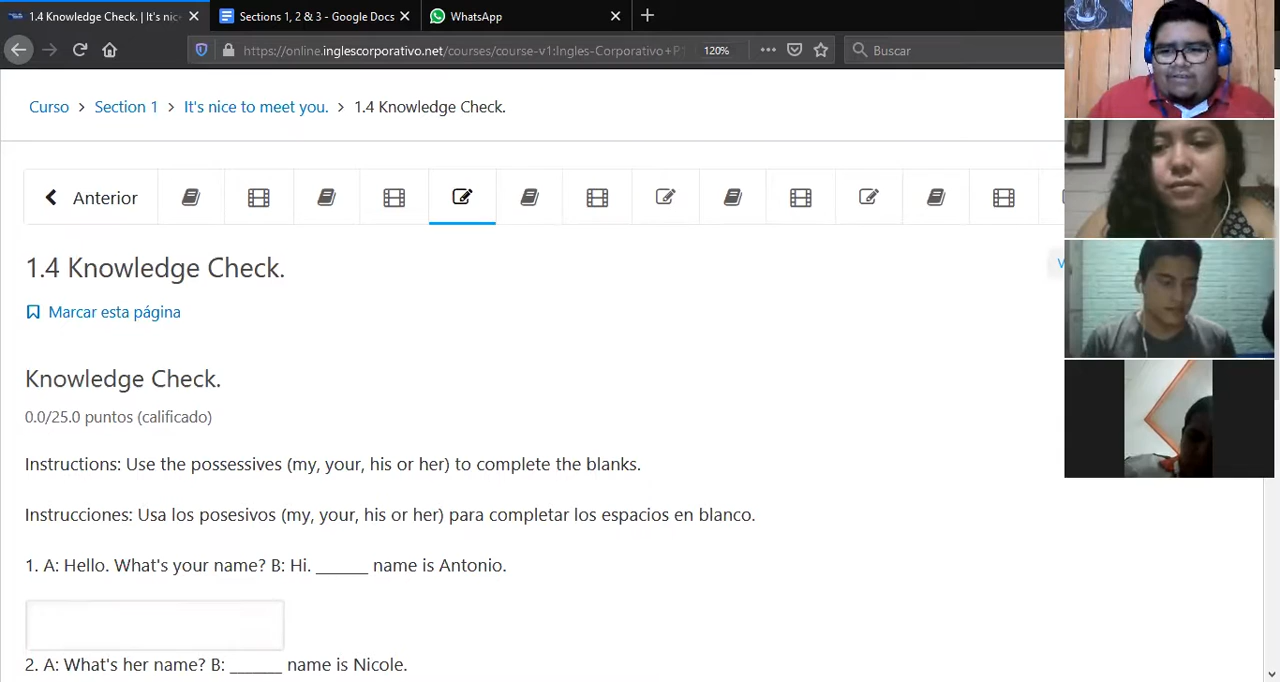 1.4 Knowledge Check. | It's nic
Sections 1, 2 & 3 - Google Docs
WhatsApp
https://online.inglescorporativo.net/courses/course-v1:Ingles-Corporativo+P
120%
Buscar
Curso > Section 1 > It's nice to meet you. > 1.4 Knowledge Check.
Anterior
1.4 Knowledge Check.
V
Marcar esta página
Knowledge Check.
0.0/25.0 puntos (calificado)
Instructions: Use the possessives (my, your, his or her) to complete the blanks.
Instrucciones: Usa los posesivos (my, your, his or her) para completar los espacios en blanco.
1. A: Hello. What's your name? B: Hi. ______ name is Antonio.
2. A: What's her name? B: ______ name is Nicole.